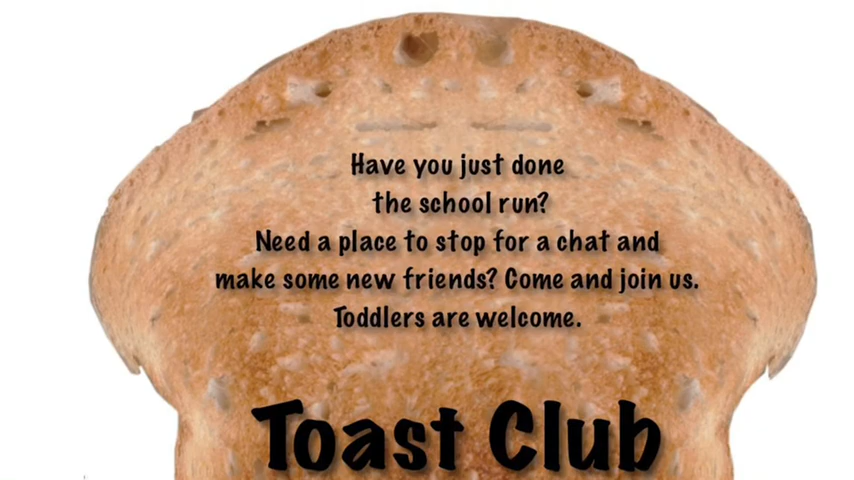 Have you just done
the school run?
Need a place to stop for a chat and
make some new friends? Come and join us.
Toddlers are welcome.
Toast Club